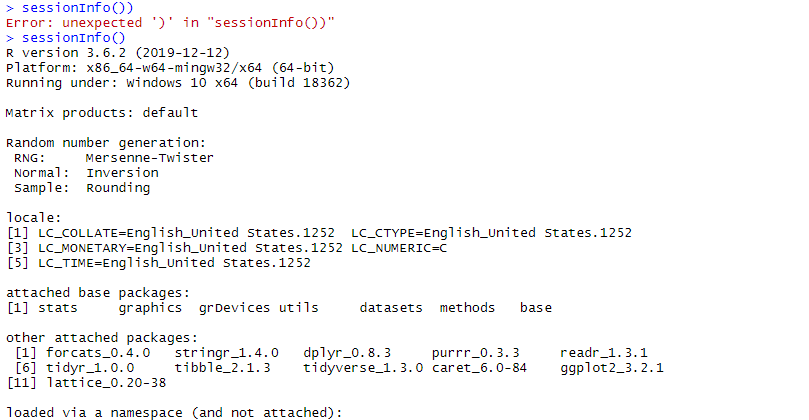 > sessionInfo())
Error: unexpected ')' in "sessionInfo())"
> sessionInfo()
R version 3.6.2 (2019-12-12)
Platform: x86_64-w64-mingw32/x64 (64-bit)
Running under: Windows 10 x64 (build 18362)

Matrix products: default

Random number generation:
 RNG:     Mersenne-Twister
 Normal:  Inversion
 Sample:  Rounding

locale:
[1] LC_COLLATE=English_United States.1252  LC_CTYPE=English_United States.1252
[3] LC_MONETARY=English_United States.1252 LC_NUMERIC=C
[5] LC_TIME=English_United States.1252

attached base packages:
[1] stats     graphics  grDevices utils     datasets  methods   base

other attached packages:
 [1] forcats_0.4.0   stringr_1.4.0   dplyr_0.8.3     purrr_0.3.3     readr_1.3.1
 [6] tidyr_1.0.0     tibble_2.1.3    tidyverse_1.3.0 caret_6.0-84    ggplot2_3.2.1
[11] lattice_0.20-38

loaded via a namespace (and not attached):